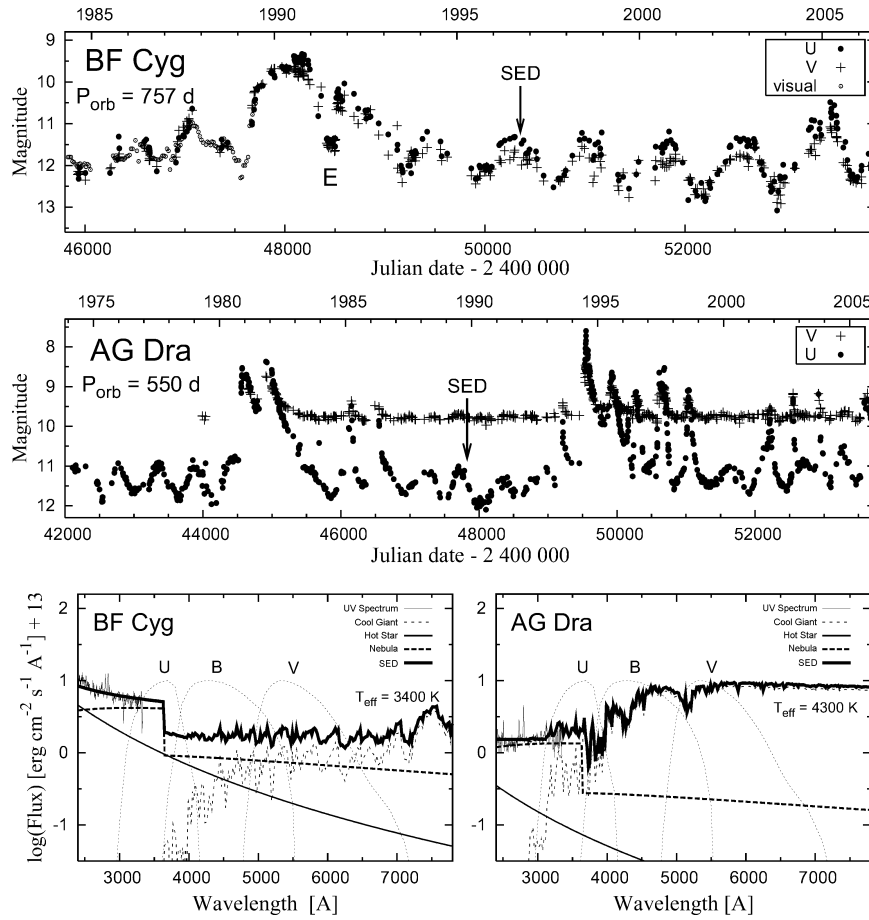 1985 1990 1995 2000 2005
BF Cyg
P_orb = 757 d
SED
E
U
V
visual
Magnitude
9
10
11
12
13
46000 48000 50000 52000
Julian date - 2 400 000
1975 1980 1985 1990 1995 2000 2005
AG Dra
P_orb = 550 d
SED
V
U
Magnitude
8
9
10
11
12
42000 44000 46000 48000 50000 52000
Julian date - 2 400 000
log(Flux) [erg cm⁻² s⁻¹ A⁻¹] + 13
2
1
0
-1
BF Cyg
UV Spectrum
Cool Giant
Hot Star
Nebula
SED
U B V
T_eff = 3400 K
3000 4000 5000 6000 7000
Wavelength [A]
2
1
0
-1
AG Dra
UV Spectrum
Cool Giant
Hot Star
Nebula
SED
U B V
T_eff = 4300 K
3000 4000 5000 6000 7000
Wavelength [A]